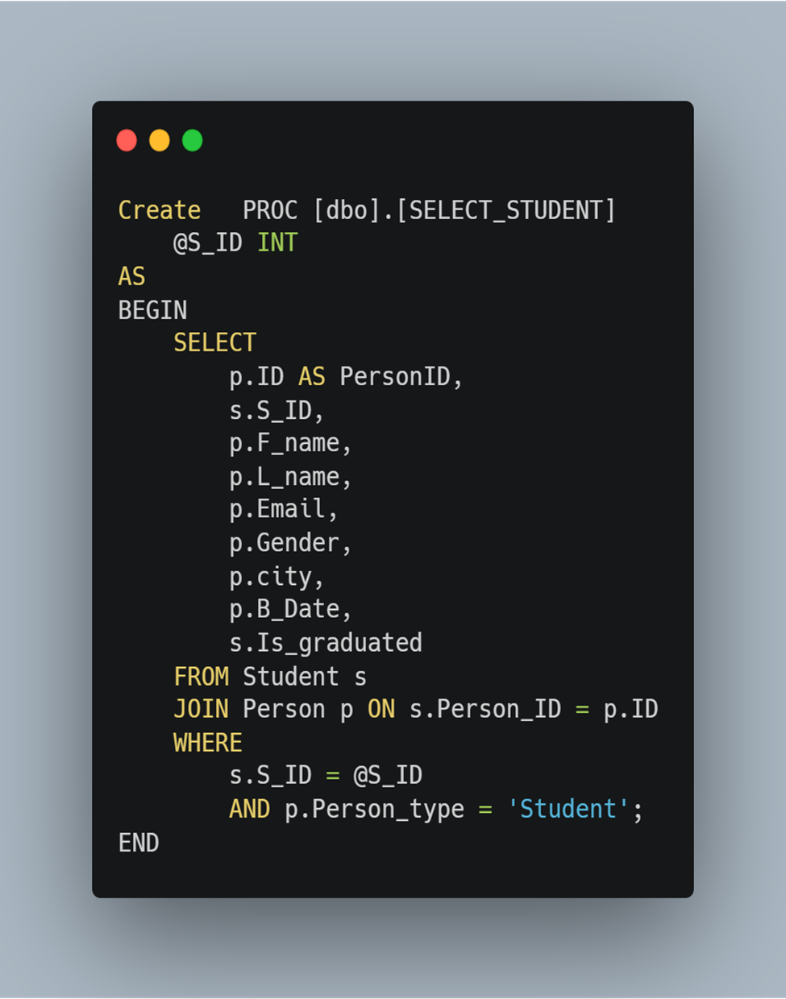 Create   PROC [dbo].[SELECT_STUDENT]
    @S_ID INT
AS
BEGIN
    SELECT
        p.ID AS PersonID,
        s.S_ID,
        p.F_name,
        p.L_name,
        p.Email,
        p.Gender,
        p.city,
        p.B_Date,
        s.Is_graduated
    FROM Student s
    JOIN Person p ON s.Person_ID = p.ID
    WHERE
        s.S_ID = @S_ID
        AND p.Person_type = 'Student';
END